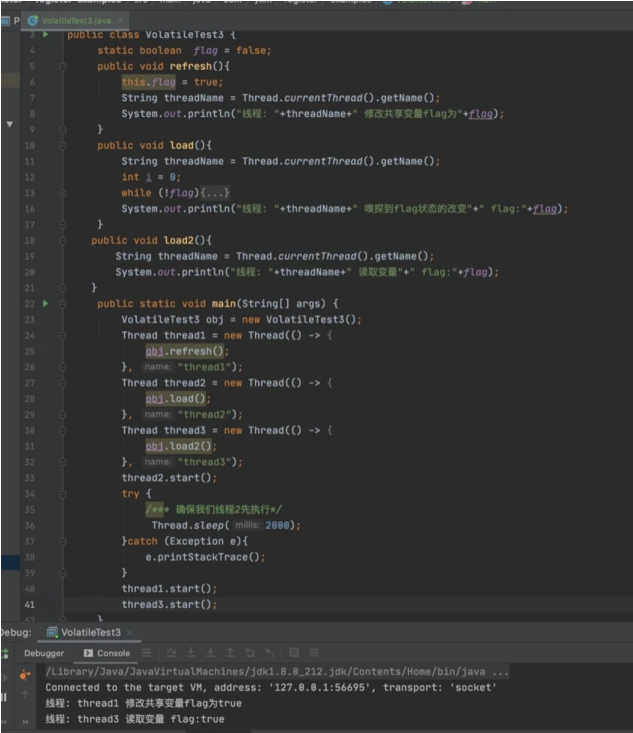 VolatileTest3.java ×
3 public class VolatileTest3 {
4 static boolean flag = false;
5 public void refresh(){
6 this.flag = true;
7 String threadName = Thread.currentThread().getName();
8 System.out.println("线程: "+threadName+" 修改共享变量flag为"+flag);
9 }
10 public void load(){
11 String threadName = Thread.currentThread().getName();
12 int i = 0;
13 while (!flag){...}
16 System.out.println("线程: "+threadName+" 嗅探到flag状态的改变"+" flag:"+flag);
17 }
18 public void load2(){
19 String threadName = Thread.currentThread().getName();
20 System.out.println("线程: "+threadName+" 读取变量"+" flag:"+flag);
21 }
22 public static void main(String[] args) {
23 VolatileTest3 obj = new VolatileTest3();
24 Thread thread1 = new Thread(() -> {
25 obj.refresh();
26 }, name: "thread1");
27 Thread thread2 = new Thread(() -> {
28 obj.load();
29 }, name: "thread2");
30 Thread thread3 = new Thread(() -> {
31 obj.load2();
32 }, name: "thread3");
33 thread2.start();
34 try {
35 /*** 确保我们线程2先执行*/
36 Thread.sleep( millis: 2000);
37 }catch (Exception e){
38 e.printStackTrace();
39 }
40 thread1.start();
41 thread3.start();
}
Debug: VolatileTest3 ×
Debugger Console
/Library/Java/JavaVirtualMachines/jdk1.8.0_212.jdk/Contents/Home/bin/java ...
Connected to the target VM, address: '127.0.0.1:56695', transport: 'socket'
线程: thread1 修改共享变量flag为true
线程: thread3 读取变量 flag:true